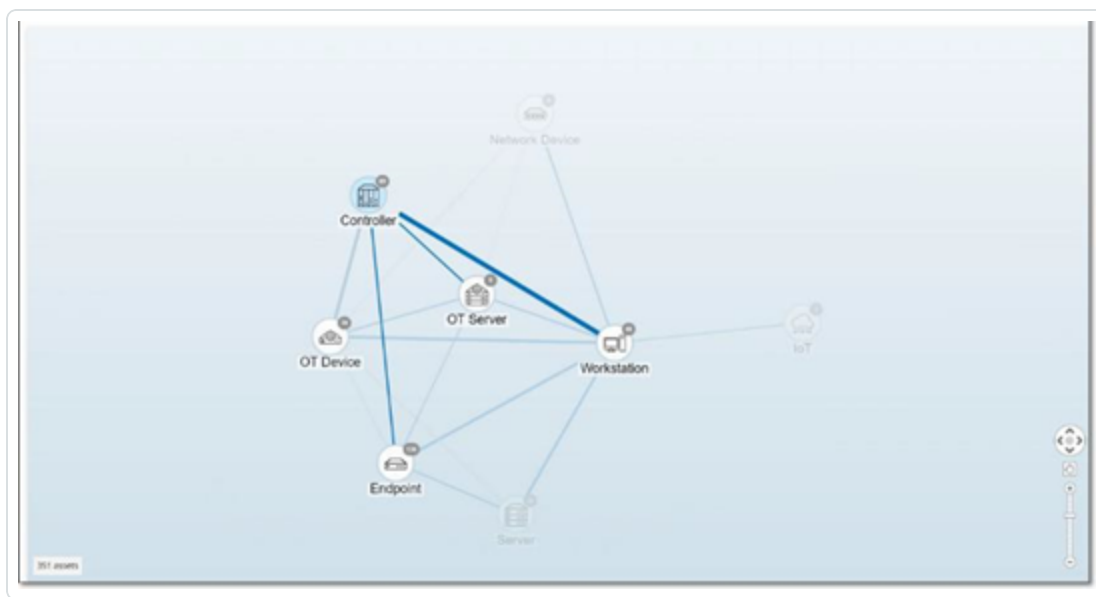 Network Device
Controller
OT Server
IoT
OT Device
Workstation
Endpoint
Server
351 assets